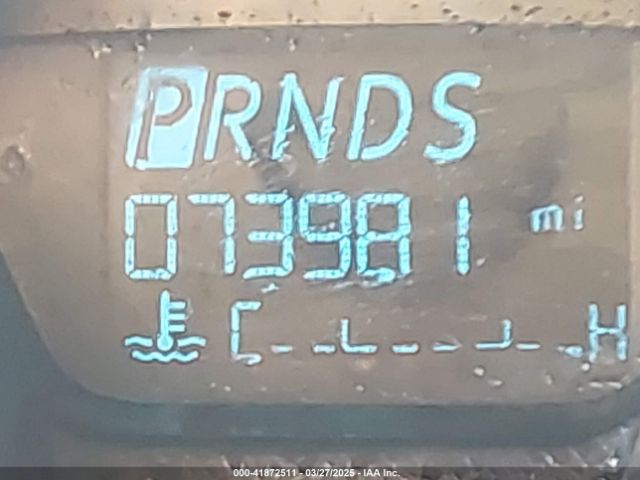 PRNDS
073981 mi
C H
000-41872511 - 03/27/2025 - IAA Inc.